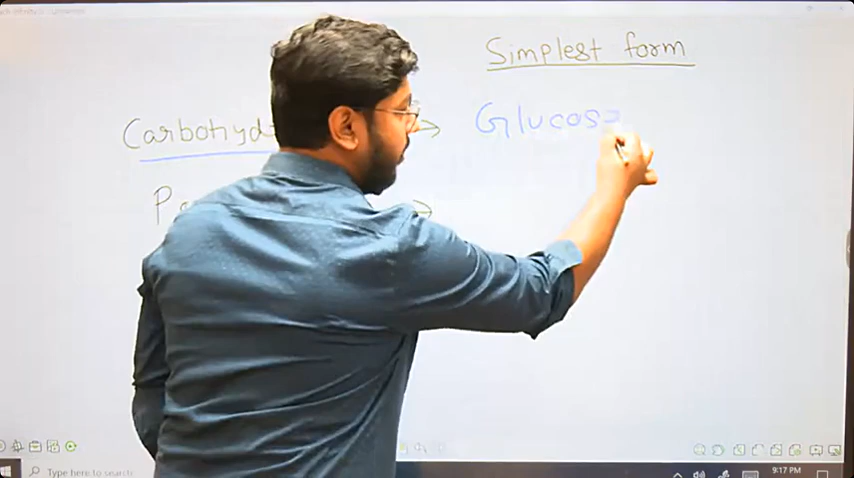 Simplest form
Carbohyd → Glucose
P →
Type here to search
9:17 PM